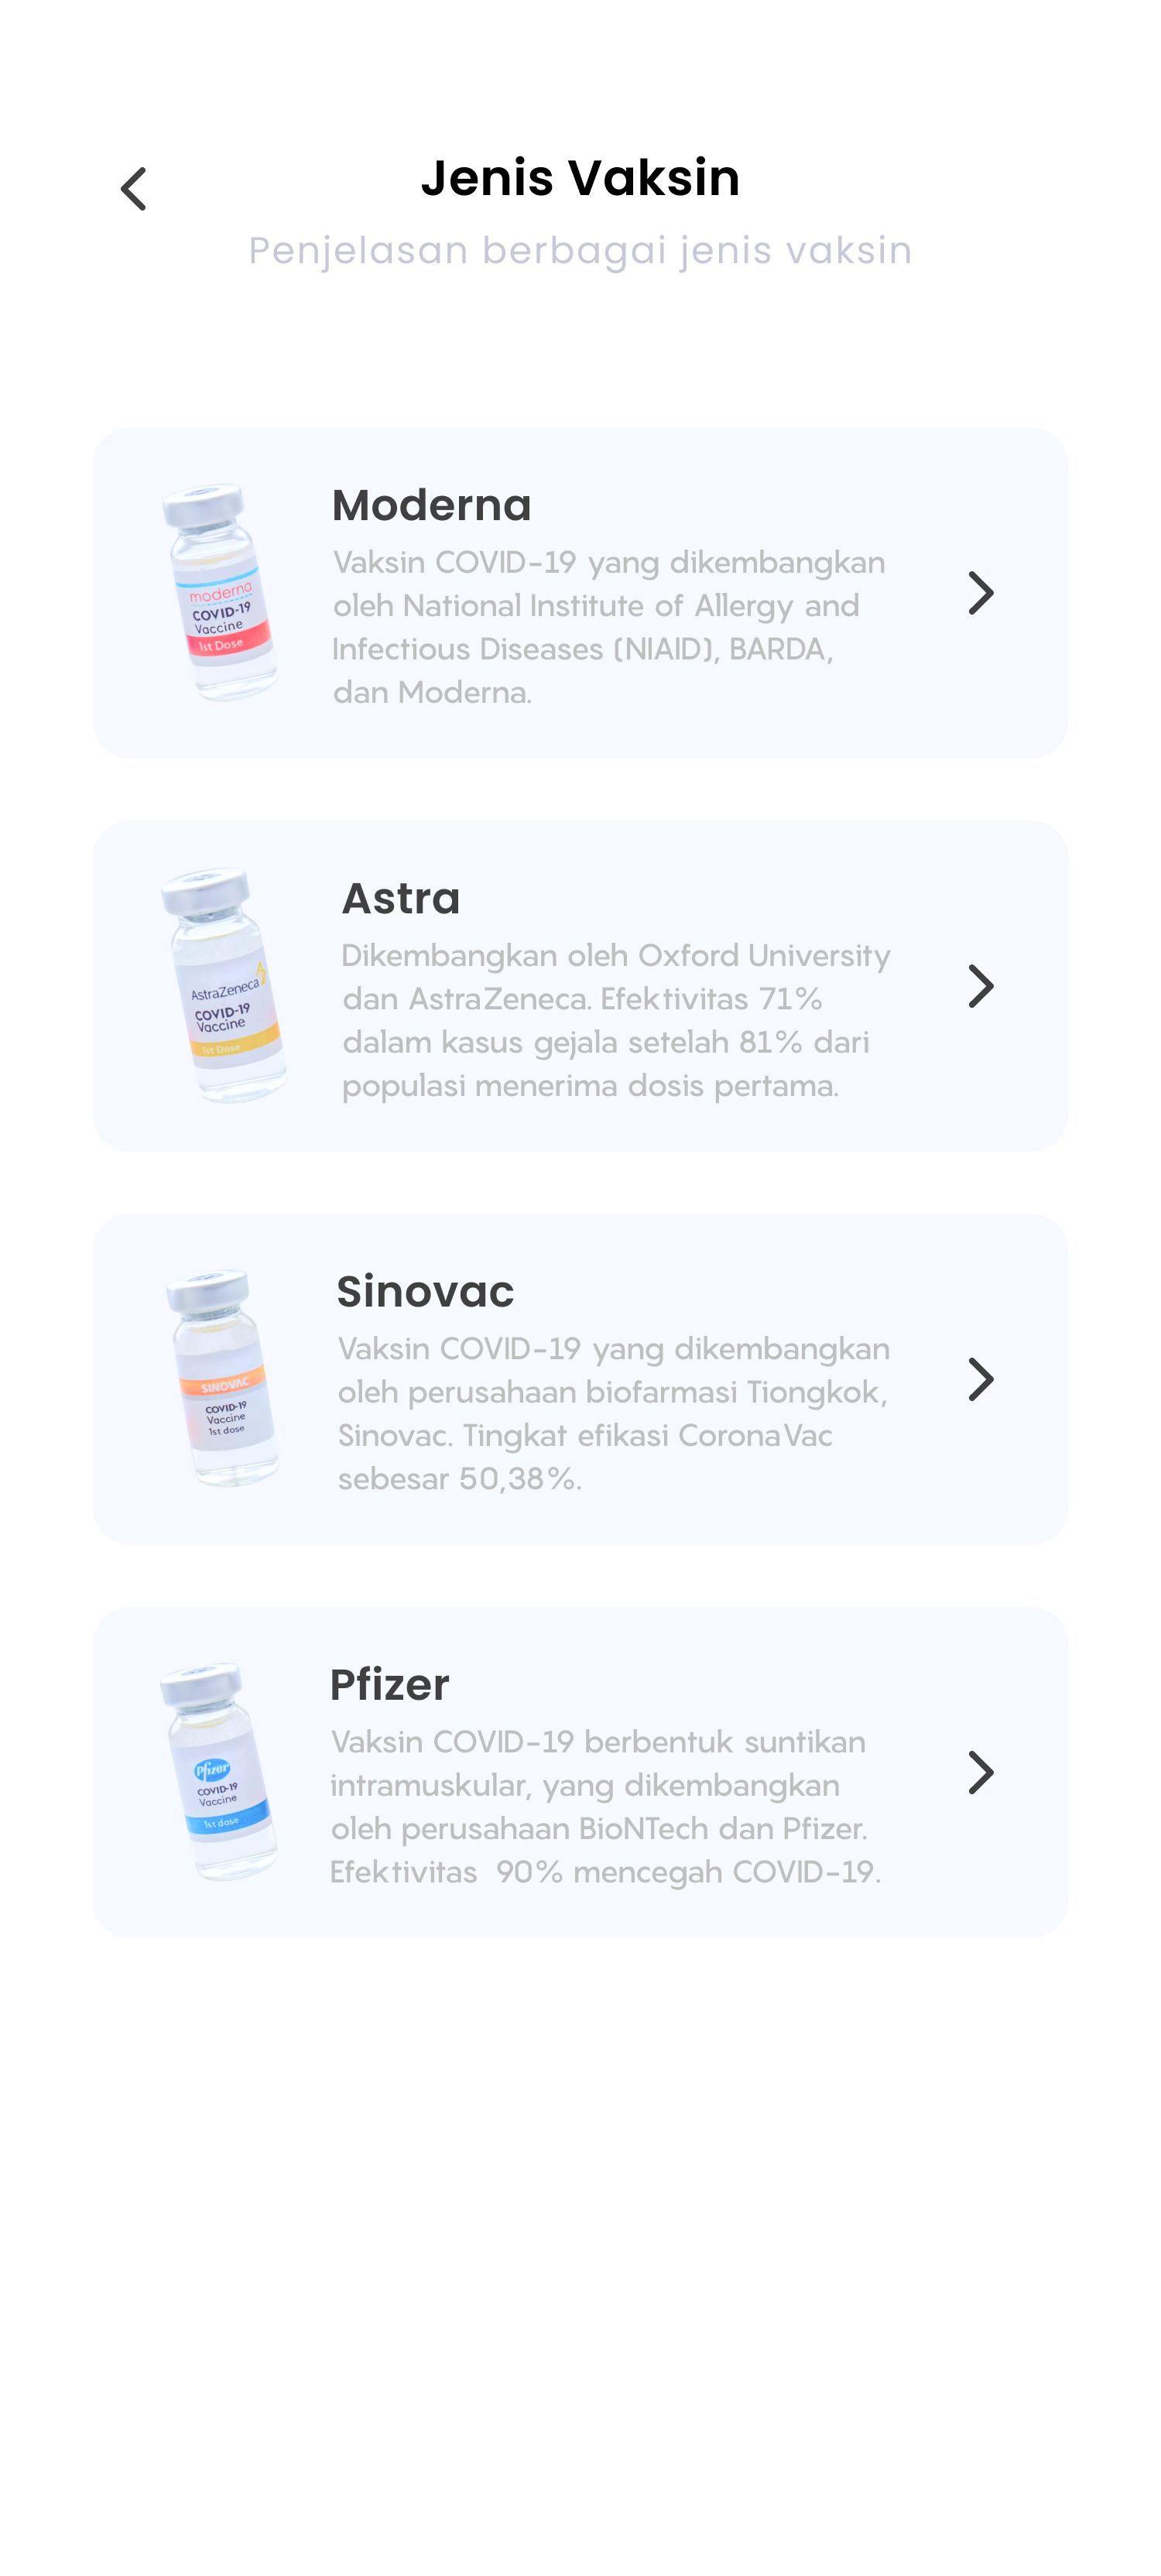 Jenis Vaksin
Penjelasan berbagai jenis vaksin
Moderna
Vaksin COVID-19 yang dikembangkan
oleh National Institute of Allergy and
Infectious Diseases (NIAID), BARDA,
dan Moderna.
moderna
COVID-19
Vaccine
1st Dose
Astra
Dikembangkan oleh Oxford University
dan AstraZeneca. Efektivitas 71%
dalam kasus gejala setelah 81% dari
populasi menerima dosis pertama.
AstraZeneca
COVID-19
Vaccine
1st Dose
Sinovac
Vaksin COVID-19 yang dikembangkan
oleh perusahaan biofarmasi Tiongkok,
Sinovac. Tingkat efikasi CoronaVac
sebesar 50,38%.
SINOVAC
COVID-19
Vaccine
1st dose
Pfizer
Vaksin COVID-19 berbentuk suntikan
intramuskular, yang dikembangkan
oleh perusahaan BioNTech dan Pfizer.
Efektivitas  90% mencegah COVID-19.
Pfizer
COVID-19
Vaccine
1st dose